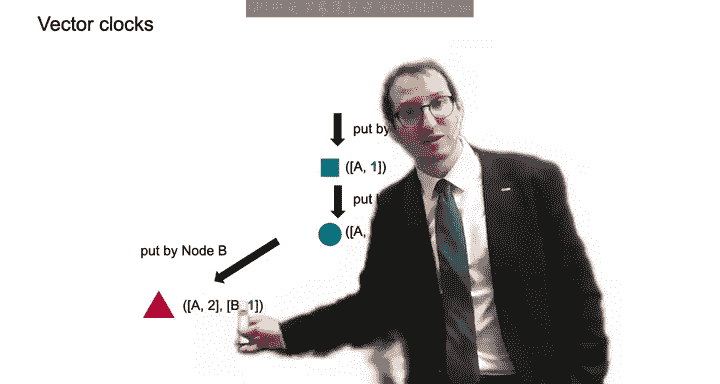 Vector clocks
put by
([A, 1])
put
([A,
put by Node B
([A, 2], [B, 1])